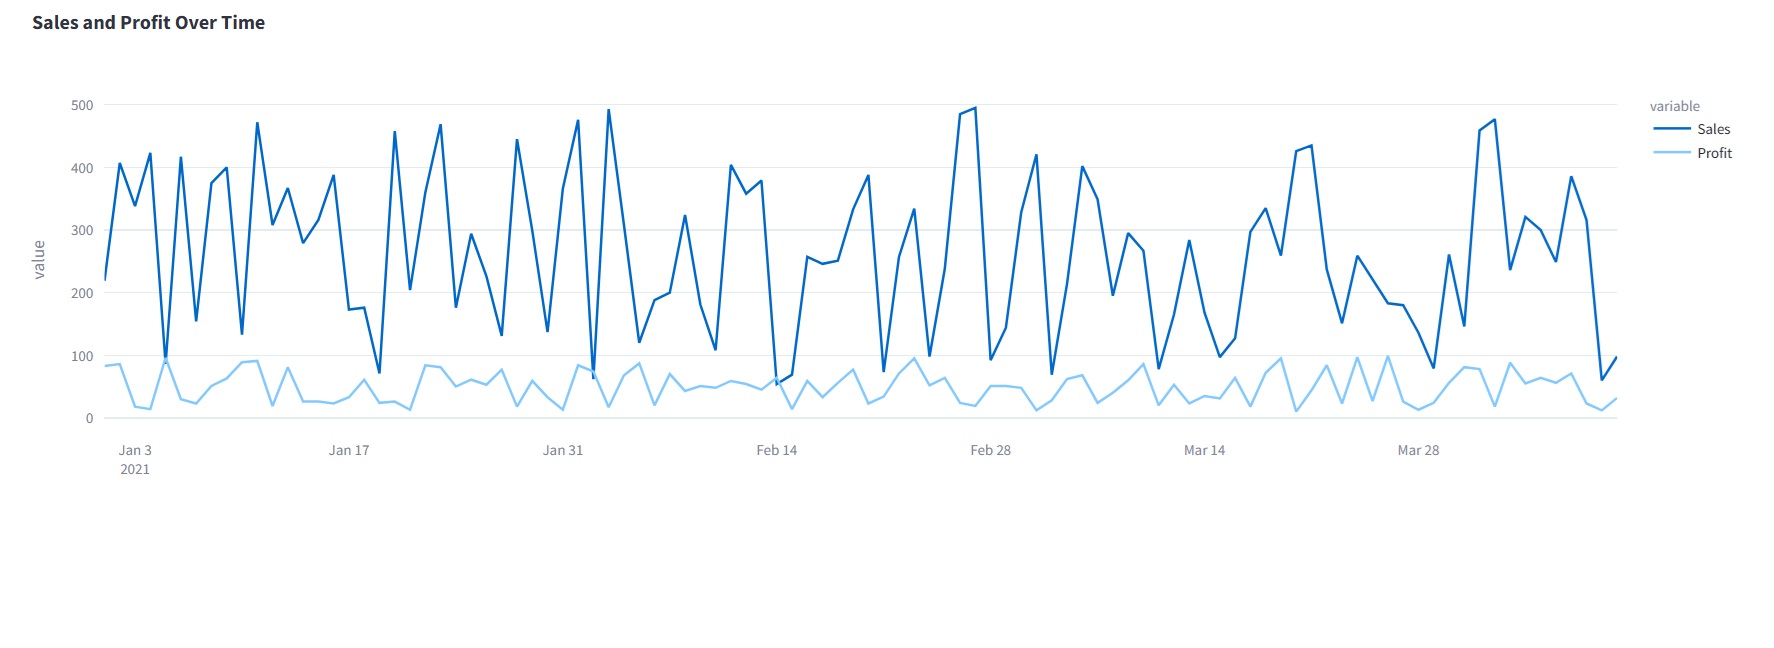 Sales and Profit Over Time
500
400
300
200
100
0
value
Jan 3
2021
Jan 17
Jan 31
Feb 14
Feb 28
Mar 14
Mar 28
variable
Sales
Profit